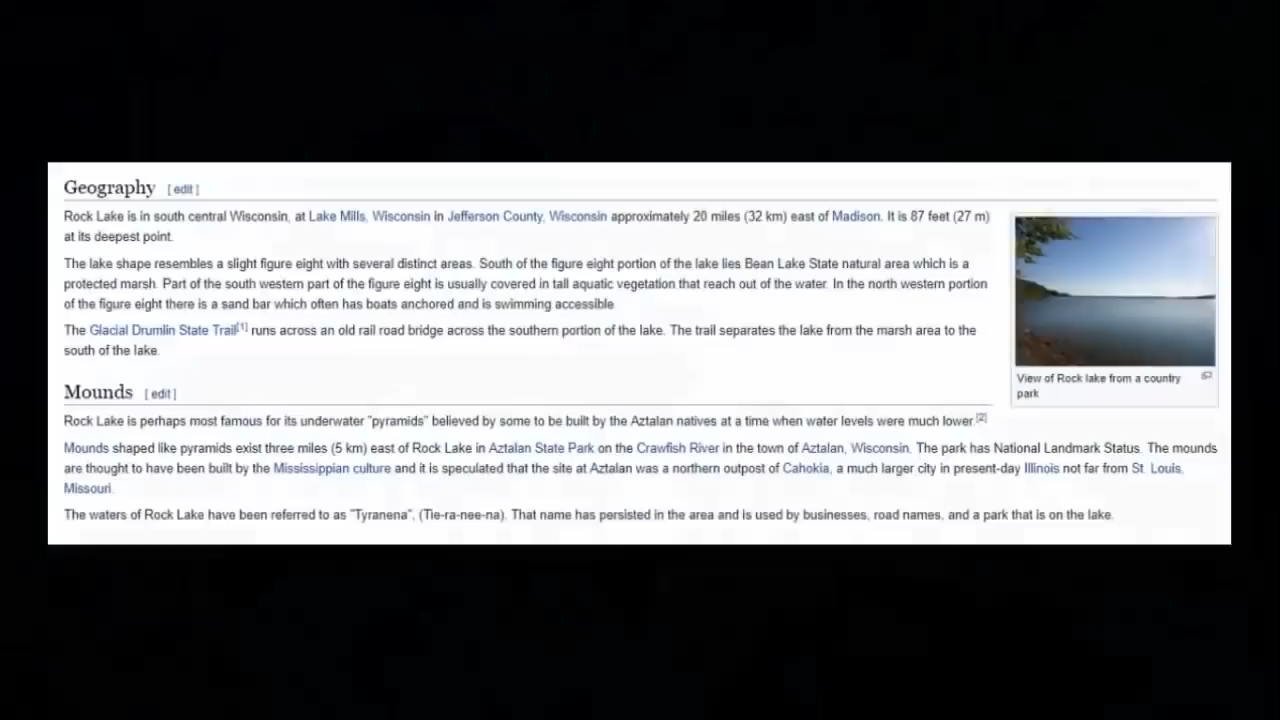 Geography [ edit ]
Rock Lake is in south central Wisconsin, at Lake Mills, Wisconsin in Jefferson County, Wisconsin approximately 20 miles (32 km) east of Madison. It is 87 feet (27 m)
at its deepest point.
The lake shape resembles a slight figure eight with several distinct areas. South of the figure eight portion of the lake lies Bean Lake State natural area which is a
protected marsh. Part of the south western part of the figure eight is usually covered in tall aquatic vegetation that reach out of the water. In the north western portion
of the figure eight there is a sand bar which often has boats anchored and is swimming accessible
The Glacial Drumlin State Trail[1] runs across an old rail road bridge across the southern portion of the lake. The trail separates the lake from the marsh area to the
south of the lake.
View of Rock lake from a country
park
Mounds [ edit ]
Rock Lake is perhaps most famous for its underwater "pyramids" believed by some to be built by the Aztalan natives at a time when water levels were much lower.[2]
Mounds shaped like pyramids exist three miles (5 km) east of Rock Lake in Aztalan State Park on the Crawfish River in the town of Aztalan, Wisconsin. The park has National Landmark Status. The mounds
are thought to have been built by the Mississippian culture and it is speculated that the site at Aztalan was a northern outpost of Cahokia, a much larger city in present-day Illinois not far from St. Louis,
Missouri.
The waters of Rock Lake have been referred to as "Tyranena", (Tie-ra-nee-na). That name has persisted in the area and is used by businesses, road names, and a park that is on the lake.